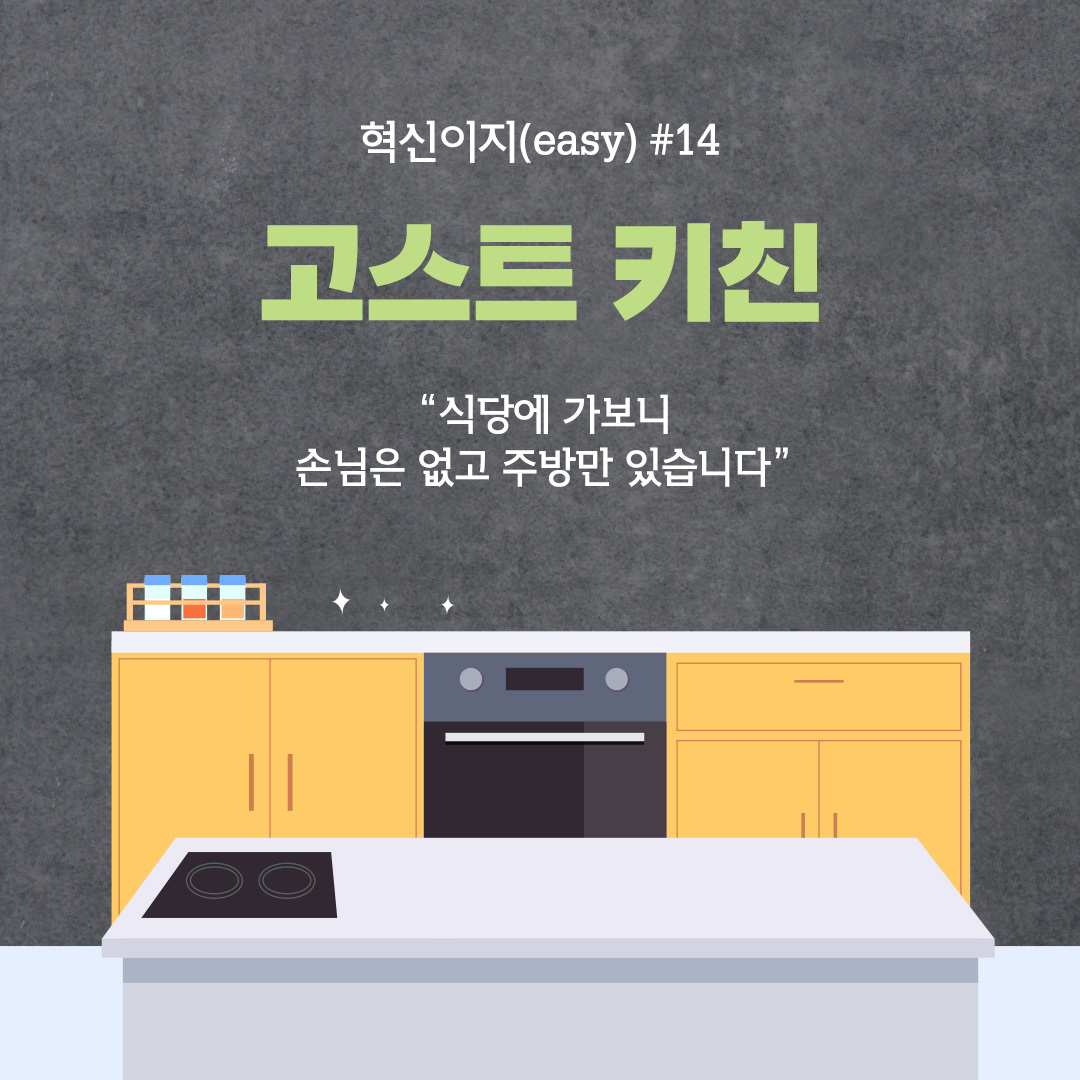 혁신이지(easy) #14
고스트 키친
“식당에 가보니
손님은 없고 주방만 있습니다”